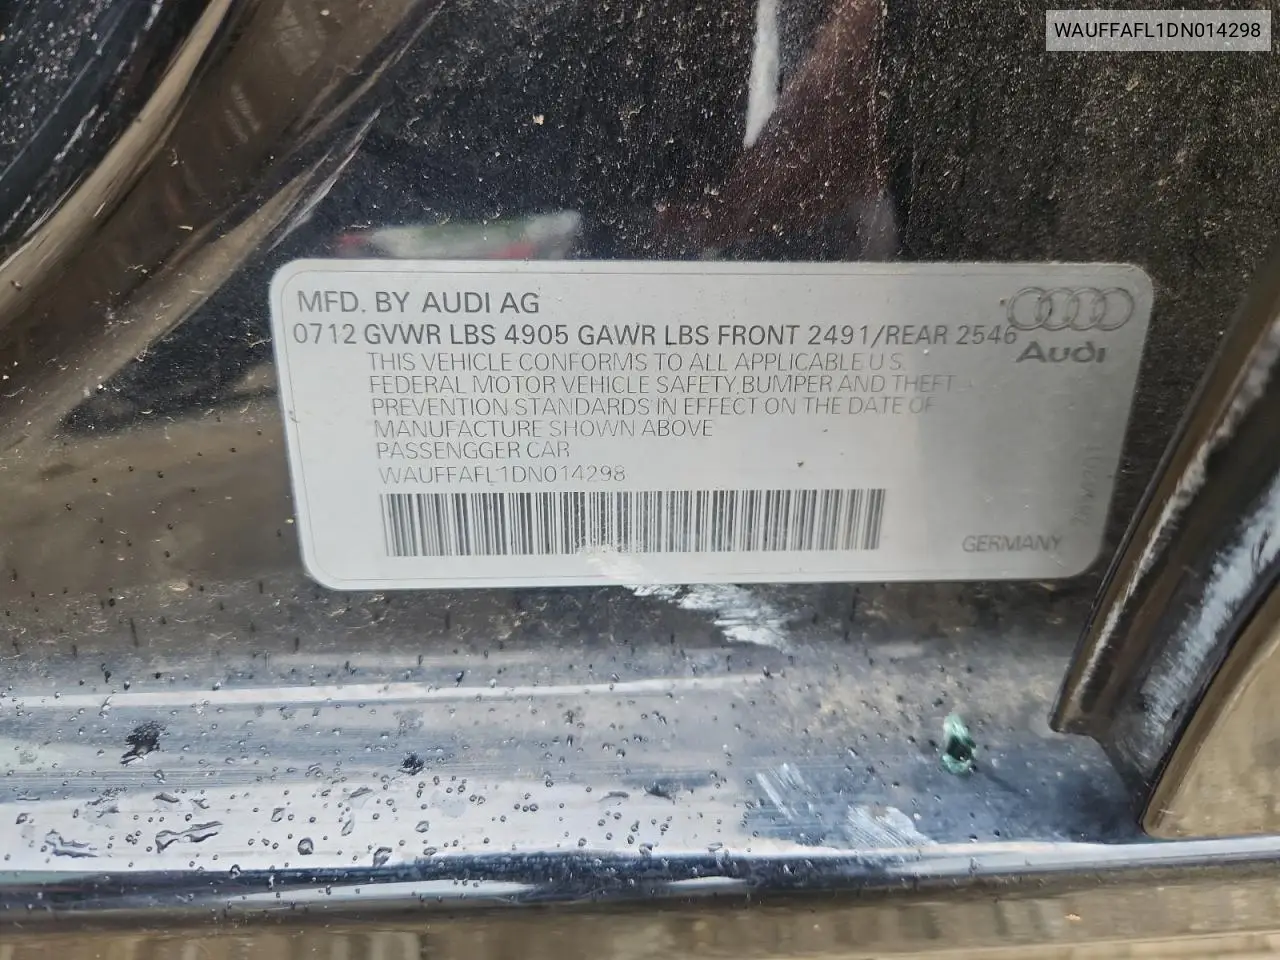 WAUFFAFL1DN014298
MFD. BY AUDI AG
0712 GVWR LBS 4905 GAWR LBS FRONT 2491/REAR 2546
Audi
THIS VEHICLE CONFORMS TO ALL APPLICABLE U.S.
FEDERAL MOTOR VEHICLE SAFETY, BUMPER AND THEFT
PREVENTION STANDARDS IN EFFECT ON THE DATE OF
MANUFACTURE SHOWN ABOVE
PASSENGGER CAR
WAUFFAFL1DN014298
GERMANY